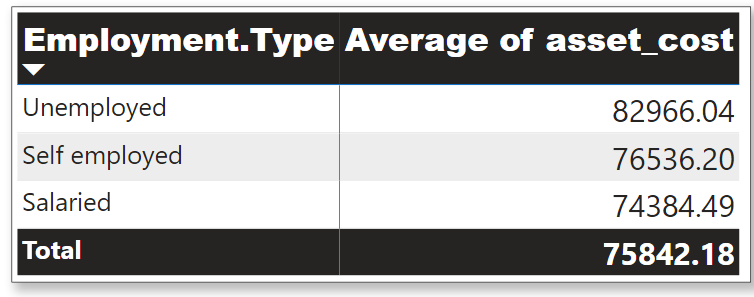 Employment.Type Average of asset_cost
Unemployed 82966.04
Self employed 76536.20
Salaried 74384.49
Total 75842.18